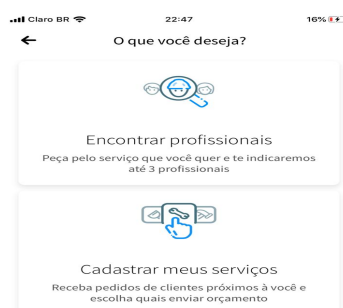 Claro BR 22:47 16%
O que você deseja?
Encontrar profissionais
Peça pelo serviço que você quer e te indicaremos
até 3 profissionais
Cadastrar meus serviços
Receba pedidos de clientes próximos à você e
escolha quais enviar orçamento